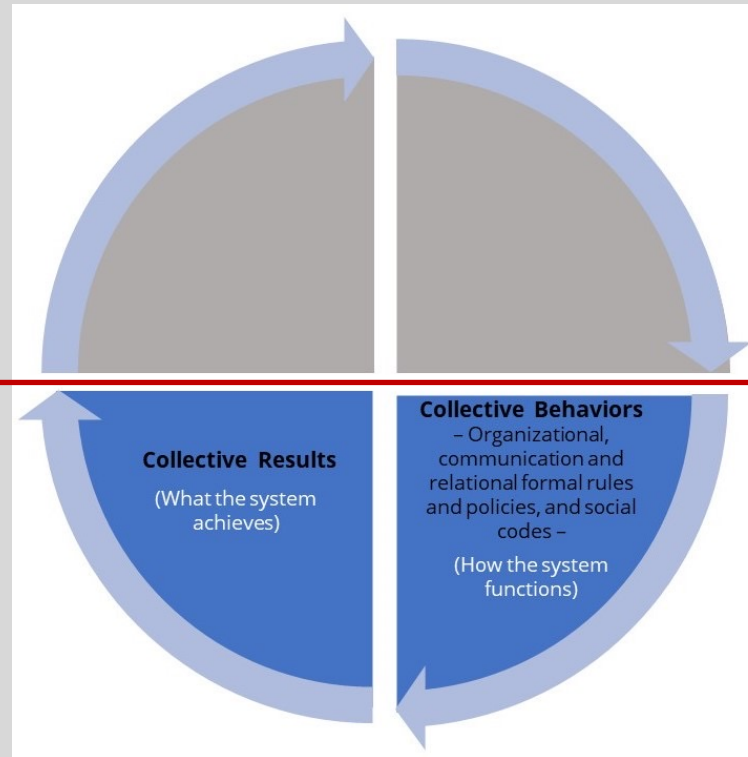 Collective Results
(What the system
achieves)
Collective Behaviors
– Organizational,
communication and
relational formal rules
and policies, and social
codes –
(How the system
functions)